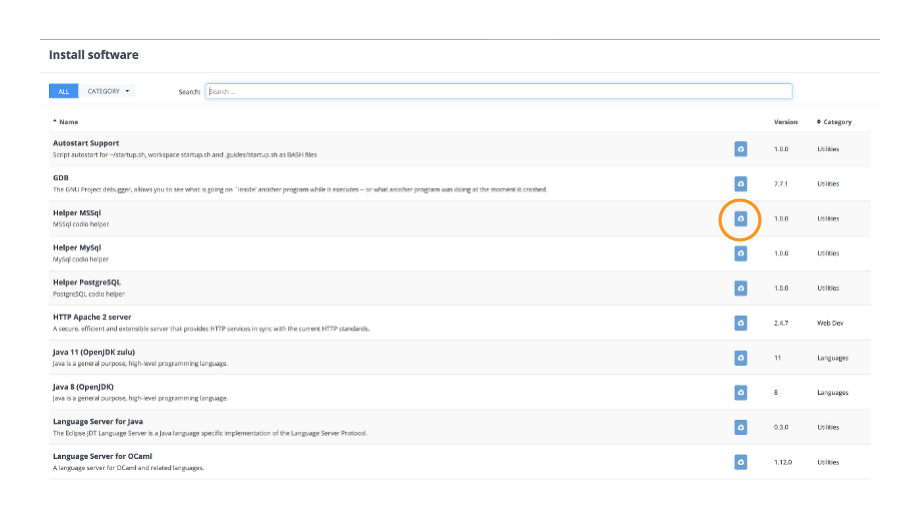 Install software
ALL CATEGORY Search: Search ...
Name Version Category
Autostart Support
Script autostart for ~/startup.sh, workspace startup.sh and .guides/startup.sh as BASH files
1.0.0 Utilities
GDB
The GNU Project debugger, allows you to see what is going on `inside' another program while it executes -- or what another program was doing at the moment it crashed.
7.7.1 Utilities
Helper MSSql
MSSql codio helper
1.0.0 Utilities
Helper MySql
MySql codio helper
1.0.0 Utilities
Helper PostgreSQL
PostgreSQL codio helper
1.0.0 Utilities
HTTP Apache 2 server
A secure, efficient and extensible server that provides HTTP services in sync with the current HTTP standards.
2.4.7 Web Dev
Java 11 (OpenJDK zulu)
Java is a general purpose, high-level programming language.
11 Languages
Java 8 (OpenJDK)
Java is a general purpose, high-level programming language.
8 Languages
Language Server for Java
The Eclipse JDT Language Server is a Java language specific implementation of the Language Server Protocol.
0.3.0 Utilities
Language Server for OCaml
A language server for OCaml and related languages.
1.12.0 Utilities